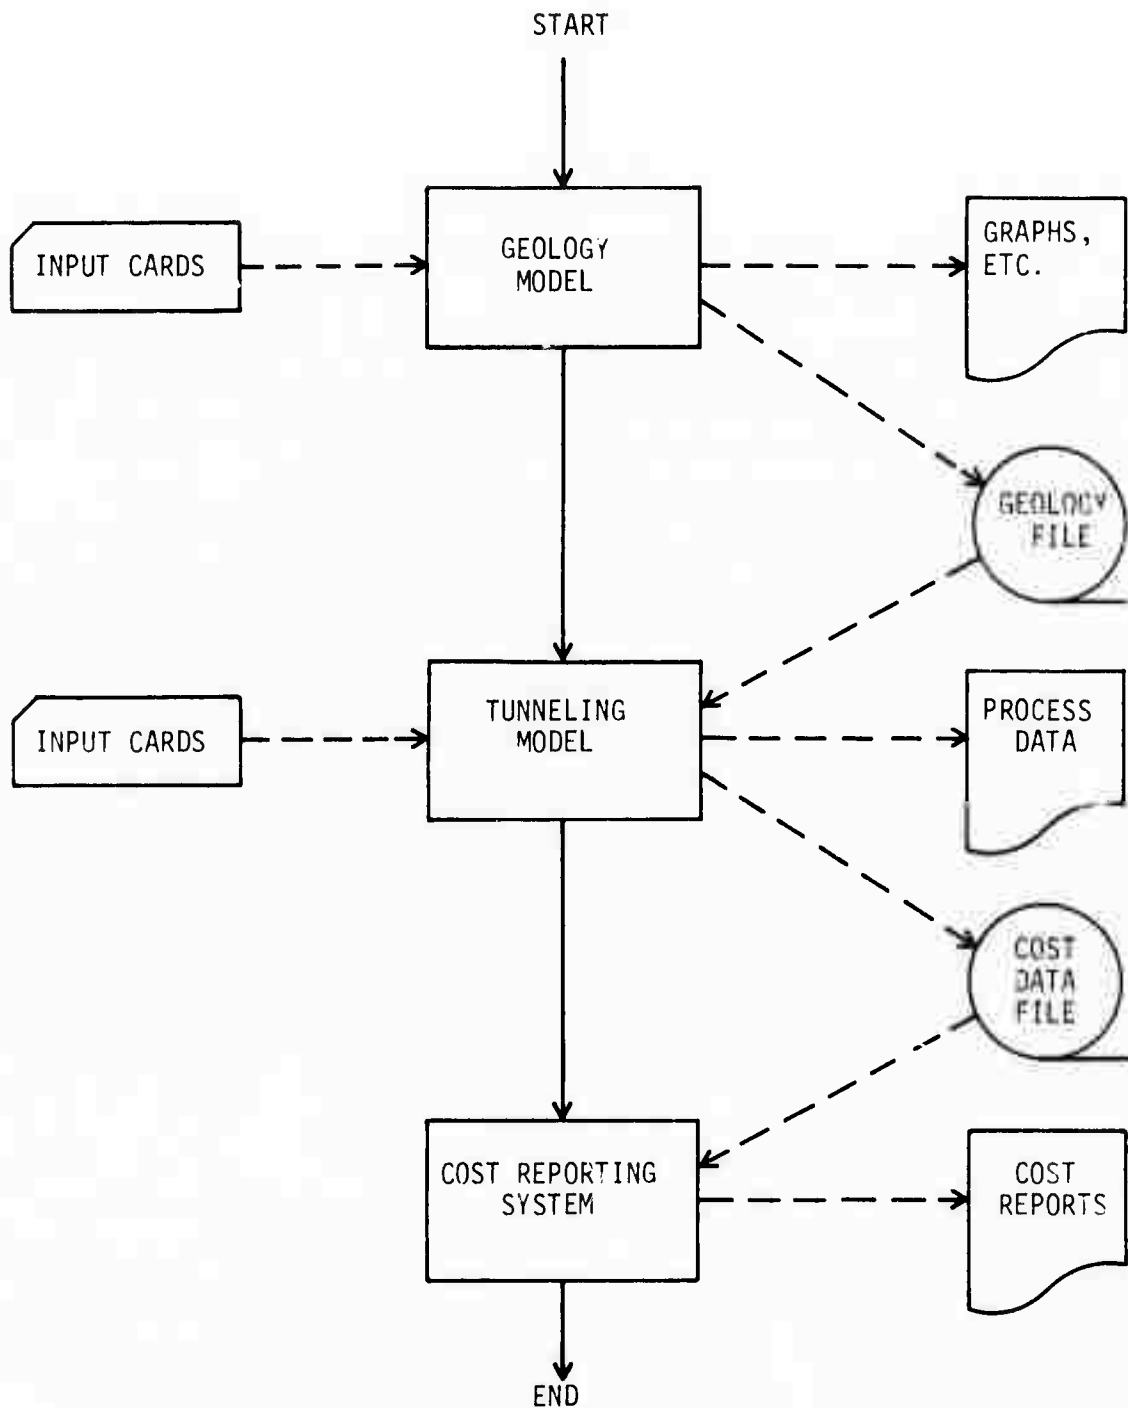 START
INPUT CARDS
GEOLOGY
MODEL
GRAPHS,
ETC.
GEOLOGY
FILE
INPUT CARDS
TUNNELING
MODEL
PROCESS
DATA
COST
DATA
FILE
COST REPORTING
SYSTEM
COST
REPORTS
END